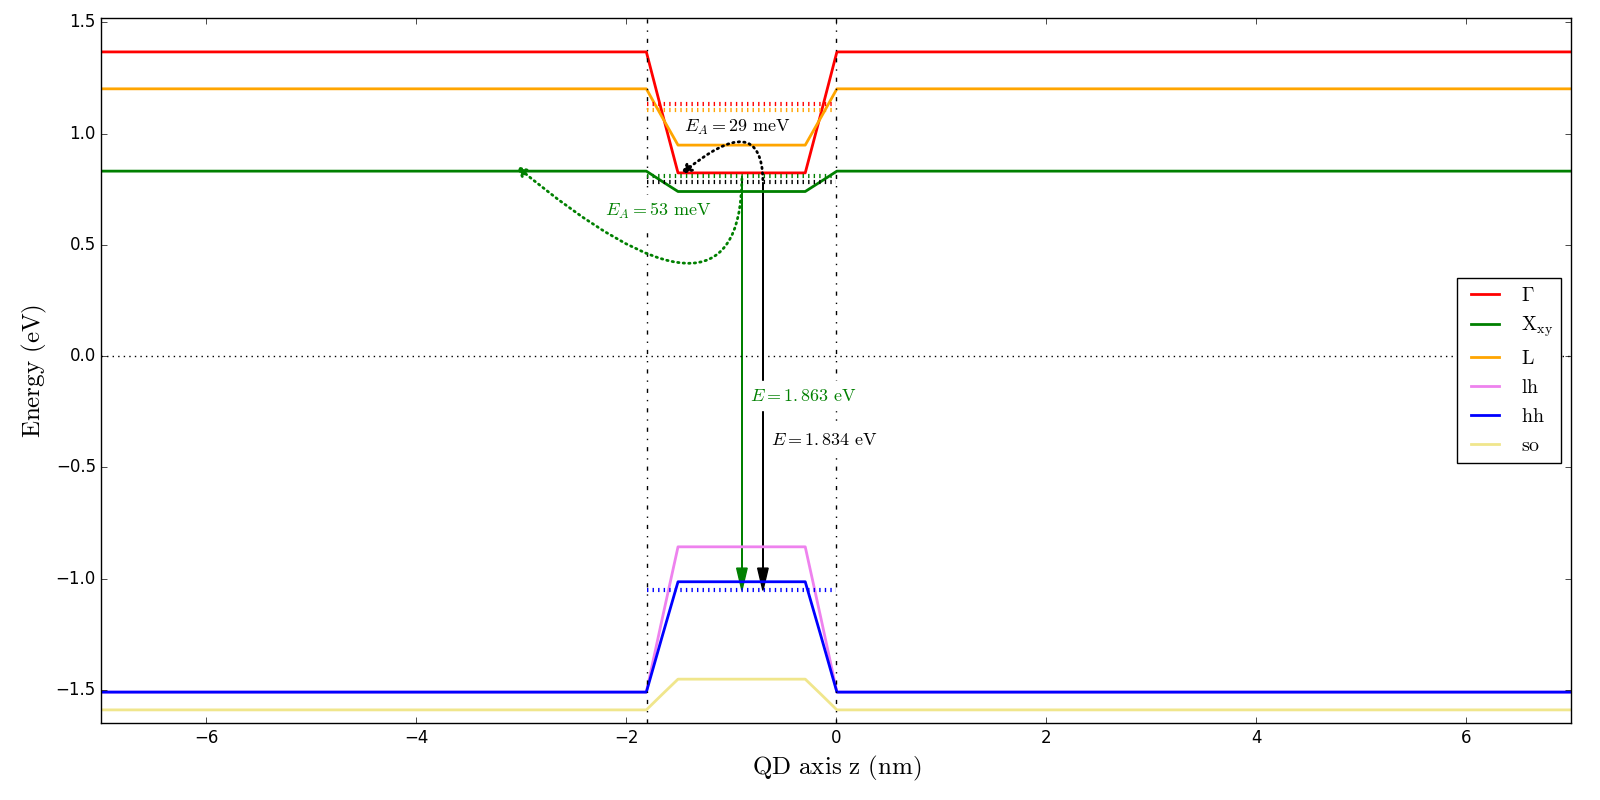 1.5
1.0
0.5
0.0
−0.5
−1.0
−1.5
Energy (eV)
E_A = 29 meV
E_A = 53 meV
E = 1.863 eV
E = 1.834 eV
Γ
X_xy
L
lh
hh
so
−6 −4 −2 0 2 4 6
QD axis z (nm)